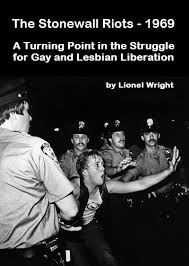 The Stonewall Riots - 1969
A Turning Point in the Struggle
for Gay and Lesbian Liberation
by Lionel Wright